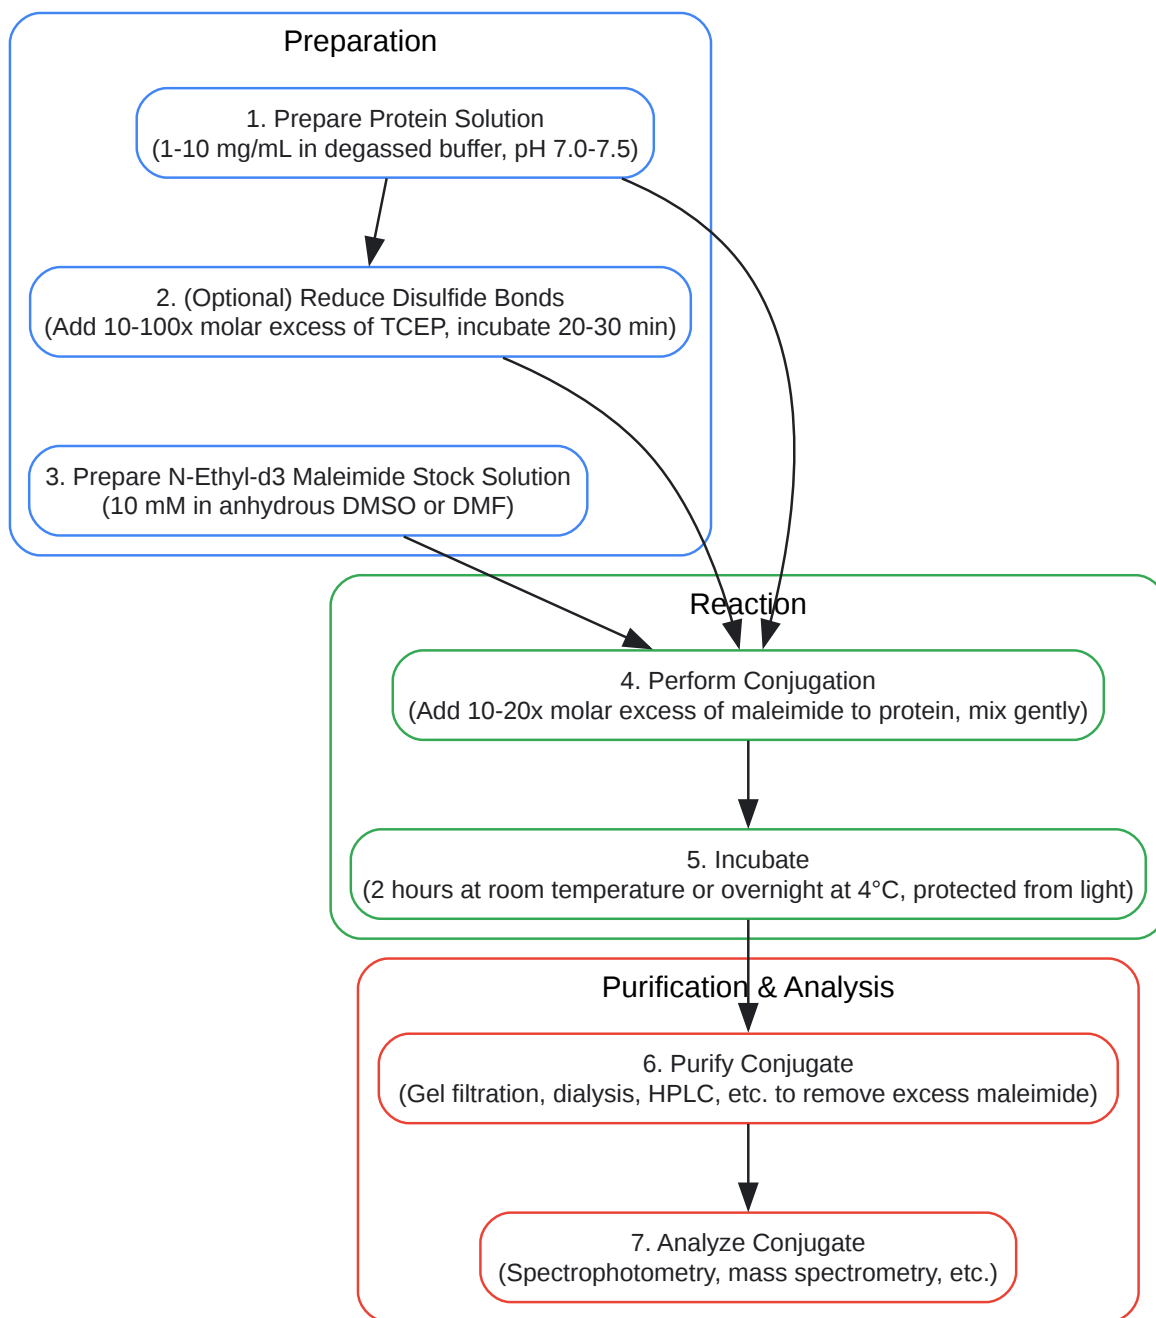 Preparation
1. Prepare Protein Solution
(1-10 mg/mL in degassed buffer, pH 7.0-7.5)
2. (Optional) Reduce Disulfide Bonds
(Add 10-100x molar excess of TCEP, incubate 20-30 min)
3. Prepare N-Ethyl-d3 Maleimide Stock Solution
(10 mM in anhydrous DMSO or DMF)
Reaction
4. Perform Conjugation
(Add 10-20x molar excess of maleimide to protein, mix gently)
5. Incubate
(2 hours at room temperature or overnight at 4°C, protected from light)
Purification & Analysis
6. Purify Conjugate
(Gel filtration, dialysis, HPLC, etc. to remove excess maleimide)
7. Analyze Conjugate
(Spectrophotometry, mass spectrometry, etc.)